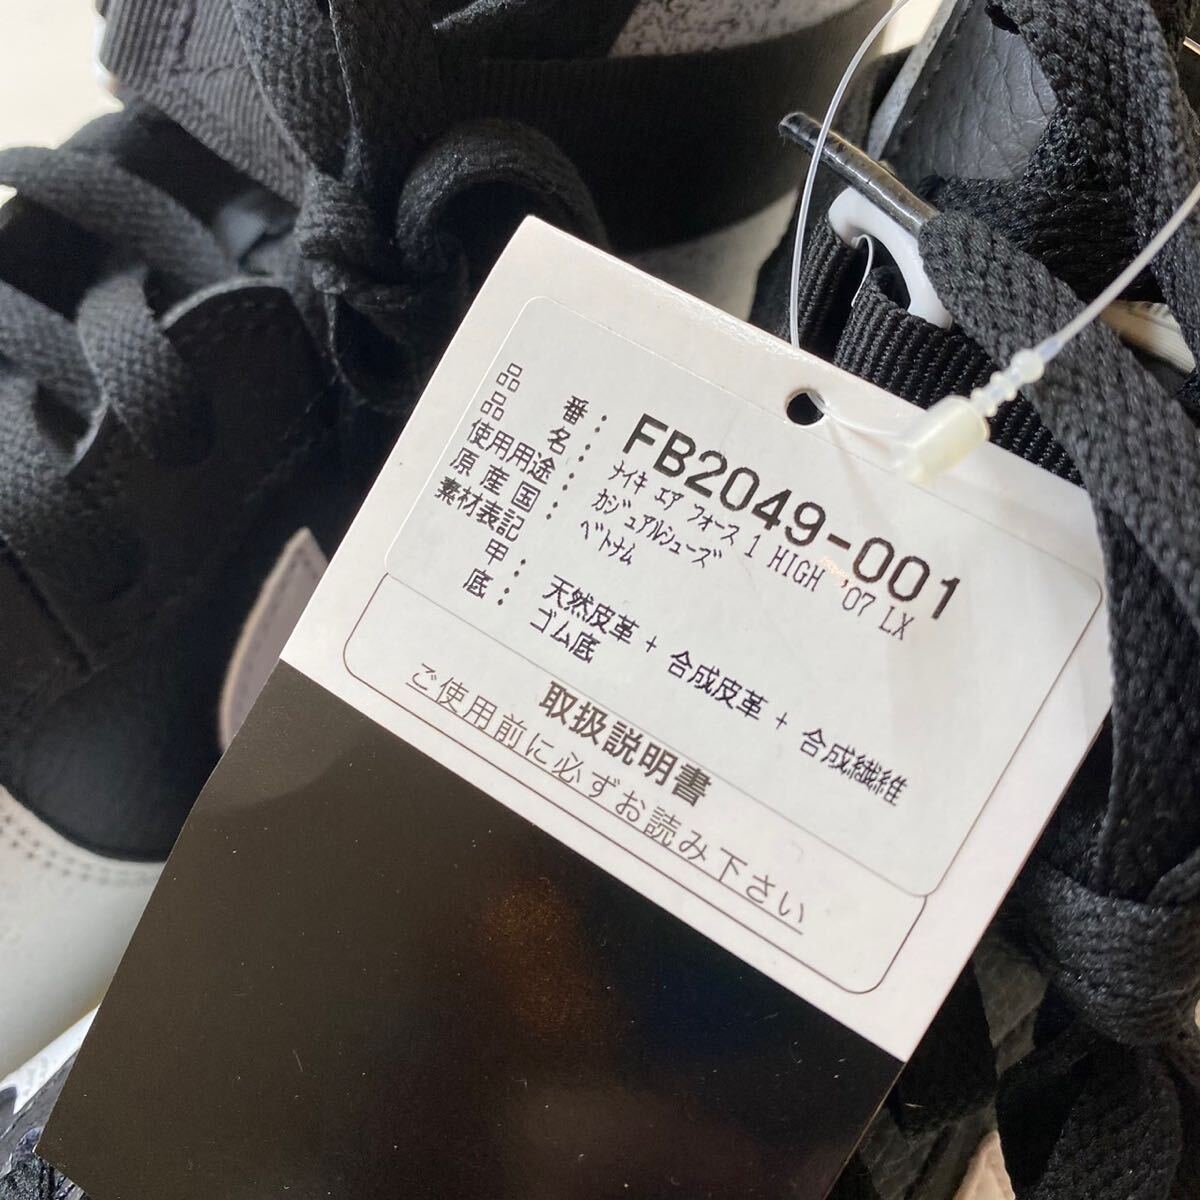 品番： FB2049-001
品名： ナイキ エア フォース 1 HIGH '07 LX
使用用途： カジュアルシューズ
原産国： ベトナム
素材表記
甲： 天然皮革 + 合成皮革 + 合成繊維
底： ゴム底
取扱説明書
ご使用前に必ずお読み下さい